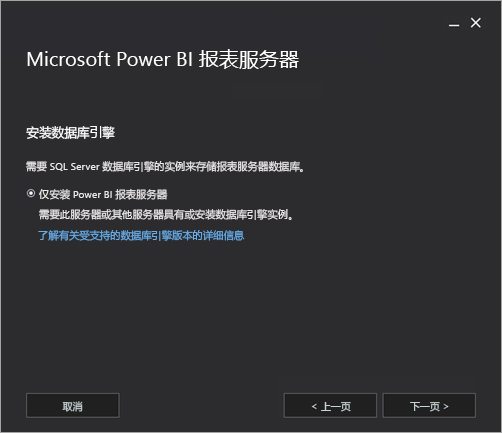 Microsoft Power BI 报表服务器
安装数据库引擎
需要 SQL Server 数据库引擎的实例来存储报表服务器数据库。
仅安装 Power BI 报表服务器
需要此服务器或其他服务器具有或安装数据库引擎实例。
了解有关受支持的数据库引擎版本的详细信息
取消
< 上一页
下一页 >